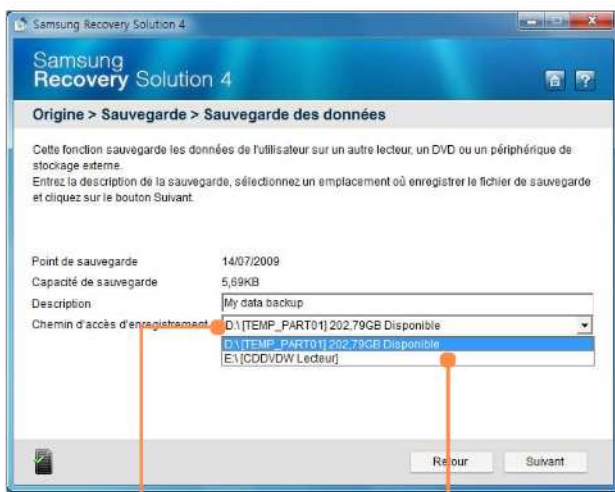 Samsung Recovery Solution 4
Samsung
Recovery Solution 4
Origine > Sauvegarde > Sauvegarde des données
Cette fonction sauvegarde les données de l'utilisateur sur un autre lecteur, un DVD ou un périphérique de
stockage externe.
Entrez la description de la sauvegarde, sélectionnez un emplacement où enregistrer le fichier de sauvegarde
et cliquez sur le bouton Suivant.
Point de sauvegarde 14/07/2009
Capacité de sauvegarde 5,69KB
Description My data backup
Chemin d'accès d'enregistrement D:\ [TEMP_PART01] 202,79GB Disponible
D:\ [TEMP_PART01] 202,79GB Disponible
E:\ [CDDVDW Lecteur]
Retour Suivant